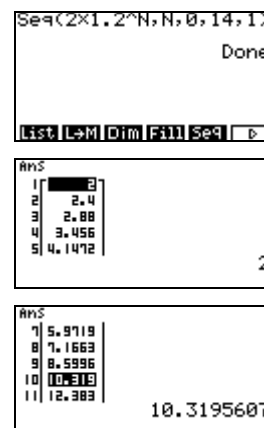 Seq(2×1.2^N,N,0,14,1)
Done
List L→M Dim Fill Seq ▷
Ans
1 2
2 2.4
3 2.88
4 3.456
5 4.1472
2
Ans
7 5.9719
8 7.1663
9 8.5996
10 10.319
11 12.383
10.3195607